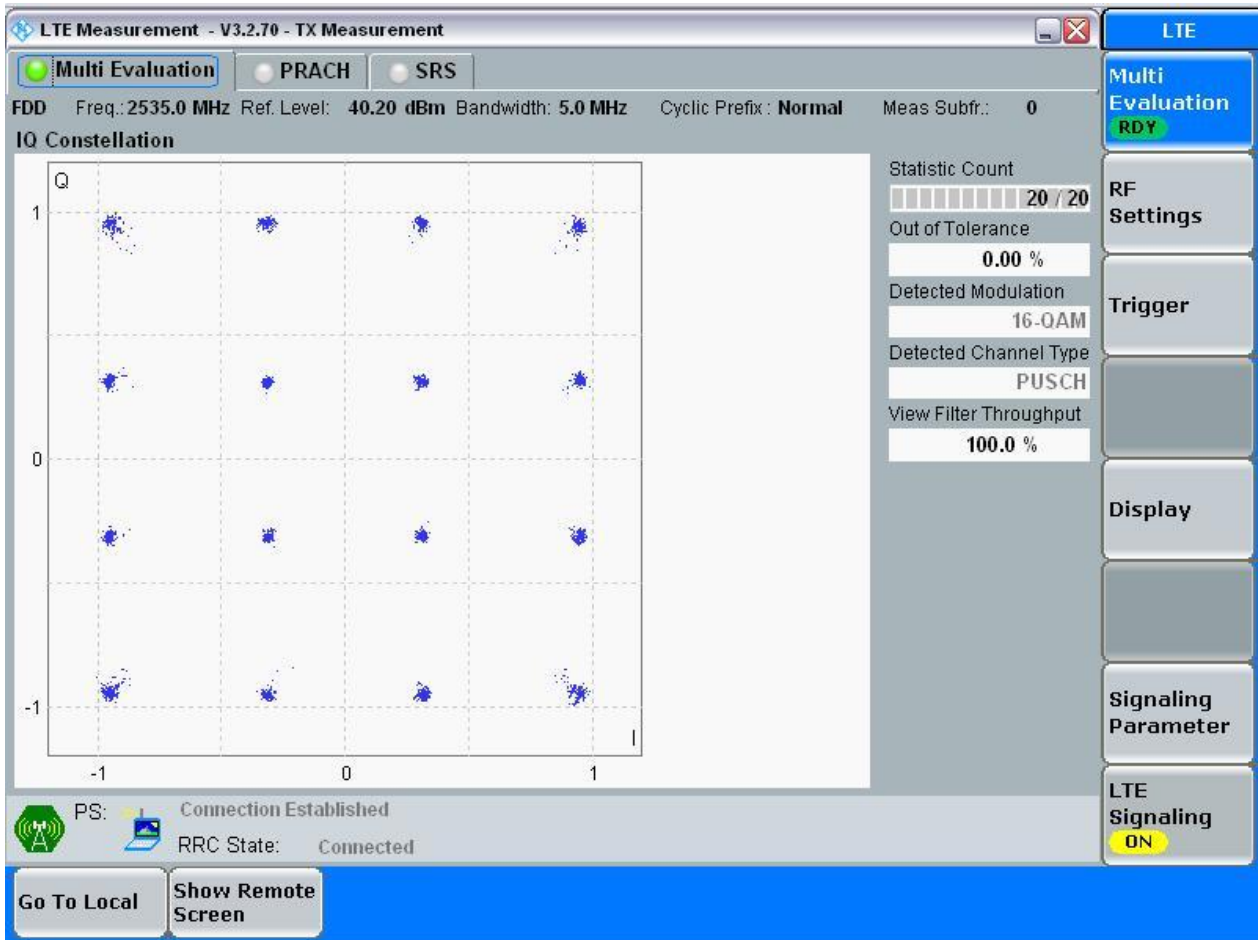 LTE Measurement - V3.2.70 - TX Measurement
LTE
Multi Evaluation PRACH SRS
FDD Freq.: 2535.0 MHz Ref. Level: 40.20 dBm Bandwidth: 5.0 MHz Cyclic Prefix : Normal Meas Subfr.: 0
IQ Constellation
Q
1
0
-1
I
-1 0 1
Statistic Count
20 / 20
Out of Tolerance
0.00 %
Detected Modulation
16-QAM
Detected Channel Type
PUSCH
View Filter Throughput
100.0 %
Multi
Evaluation
RDY
RF
Settings
Trigger
Display
Signaling
Parameter
LTE
Signaling
ON
PS: Connection Established
RRC State: Connected
Go To Local
Show Remote
Screen